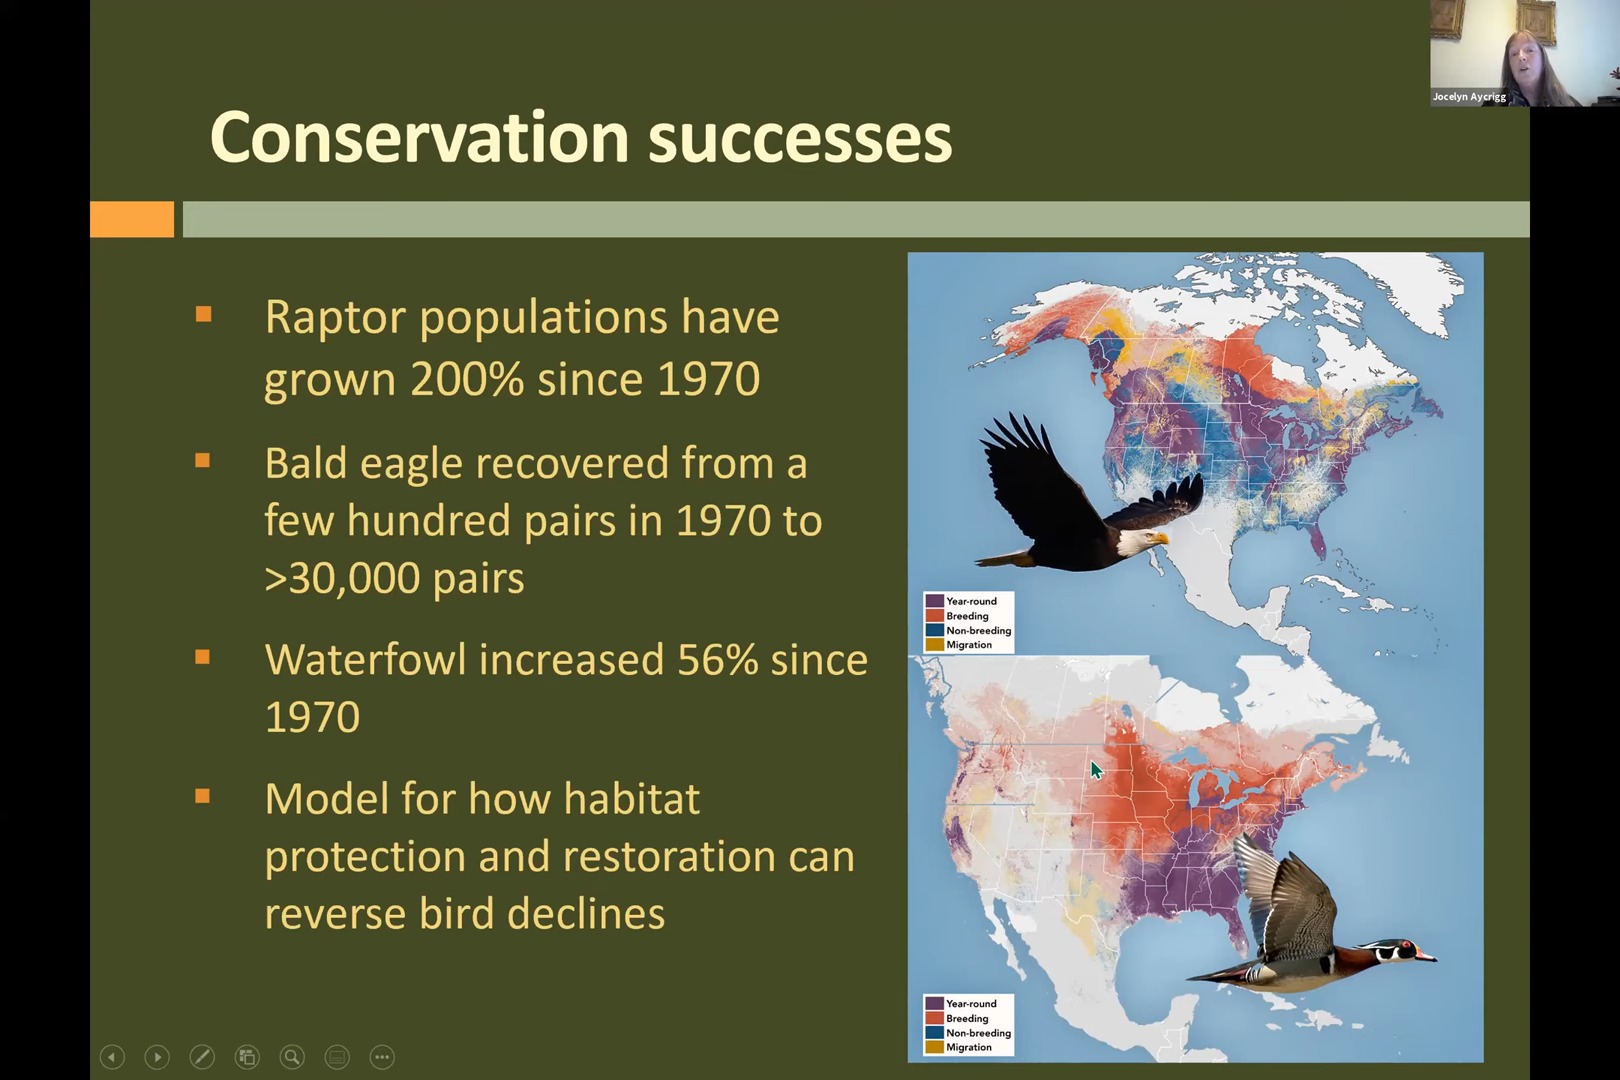 Jocelyn Aycrigg
Conservation successes
Raptor populations have
grown 200% since 1970
Bald eagle recovered from a
few hundred pairs in 1970 to
>30,000 pairs
Waterfowl increased 56% since
1970
Model for how habitat
protection and restoration can
reverse bird declines
Year-round
Breeding
Non-breeding
Migration
Year-round
Breeding
Non-breeding
Migration